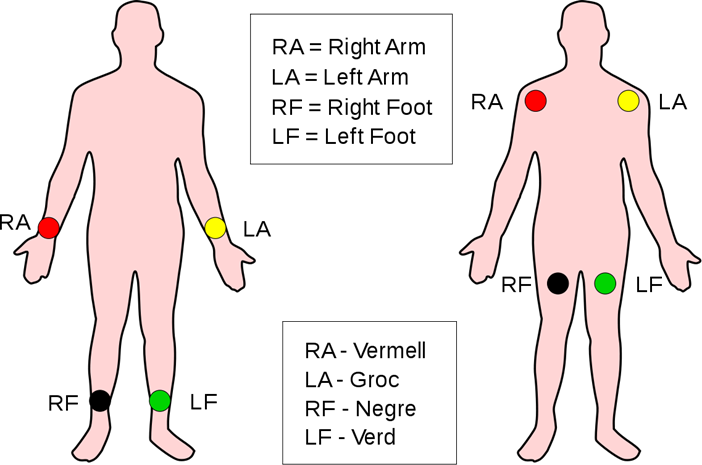 RA = Right Arm
LA = Left Arm
RF = Right Foot
LF = Left Foot
RA
LA
RA
LA
RF
LF
RF
LF
RA - Vermell
LA - Groc
RF - Negre
LF - Verd